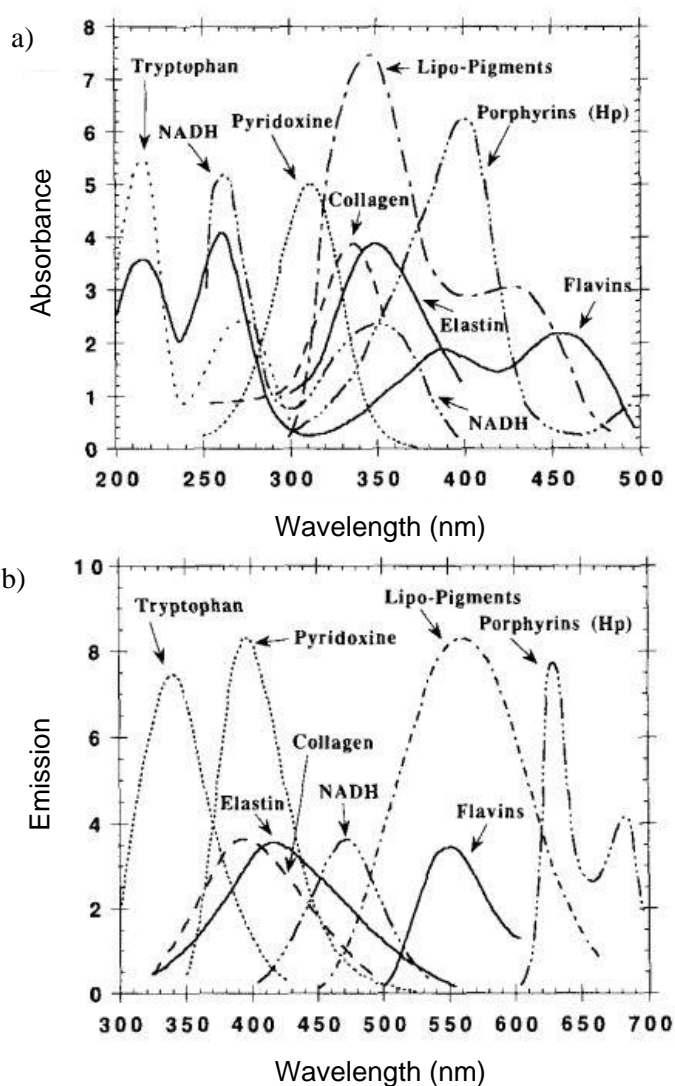 a)
8
7
6
5
4
3
2
1
0
Absorbance
Tryptophan
NADH
Pyridoxine
Lipo-Pigments
Porphyrins (Hp)
Collagen
Elastin
Flavins
NADH
200 250 300 350 400 450 500
Wavelength (nm)
b)
10
8
6
4
2
0
Emission
Tryptophan
Pyridoxine
Lipo-Pigments
Porphyrins (Hp)
Collagen
Elastin
NADH
Flavins
300 350 400 450 500 550 600 650 700
Wavelength (nm)